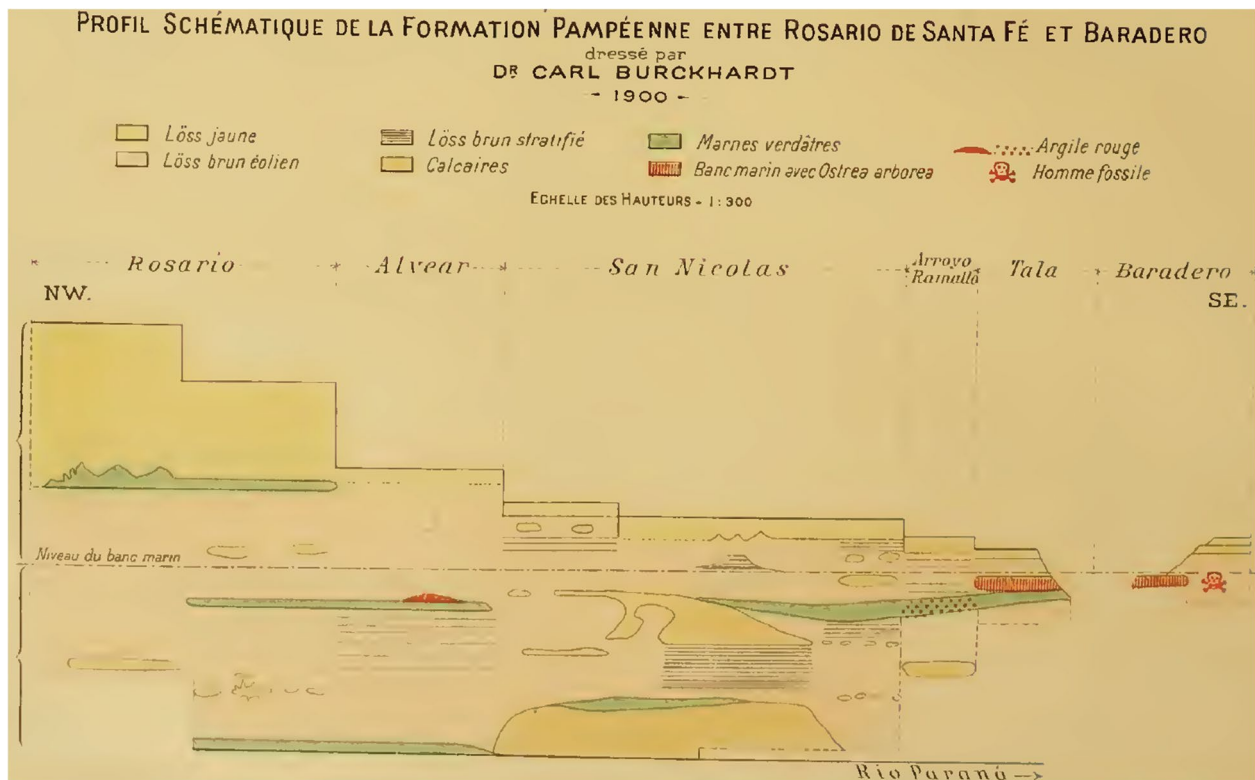 PROFIL SCHÉMATIQUE DE LA FORMATION PAMPÉENNE ENTRE ROSARIO DE SANTA FÉ ET BARADERO
dressé par
DR CARL BURCKHARDT
- 1900 -
Löss jaune
Löss brun stratifié
Marnes verdâtres
Argile rouge
Löss brun éolien
Calcaires
Banc marin avec Ostrea arborea
Homme fossile
ECHELLE DES HAUTEURS - 1:300
Rosario
Alvear
San Nicolas
Arroyo
Ramallo
Tala
Baradero
NW.
SE.
Niveau du banc marin
Rio Paraná